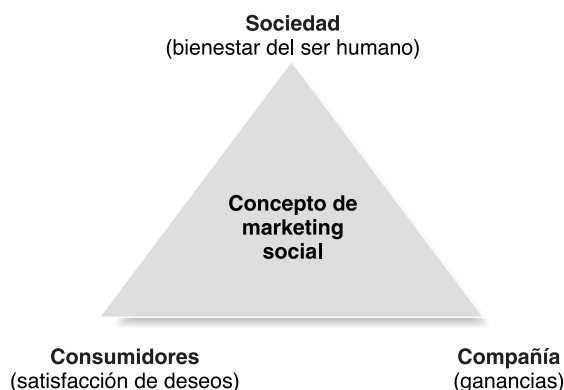 Sociedad
(bienestar del ser humano)
Concepto de
marketing
social
Consumidores
(satisfacción de deseos)
Compañía
(ganancias)